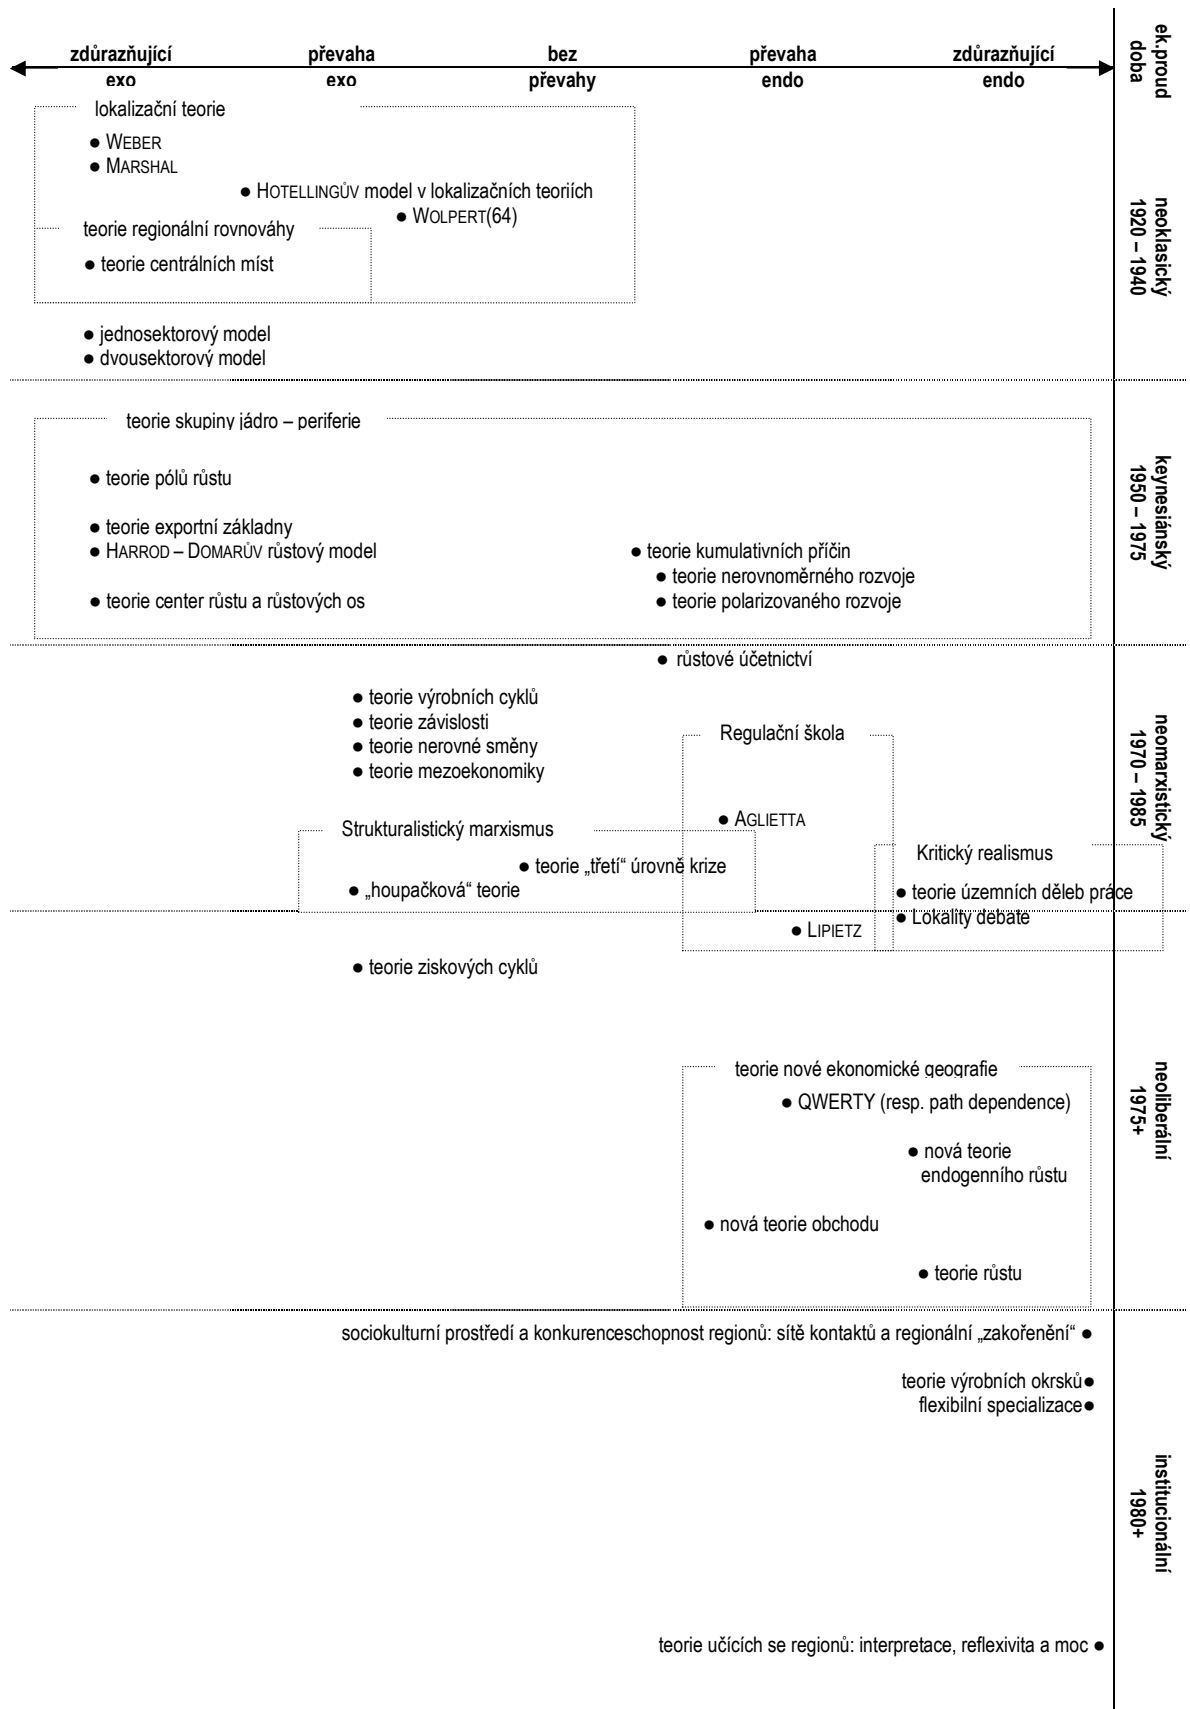 zdůrazňující převaha bez převaha zdůrazňující
exo exo převahy endo endo
ek.proud
doba
lokalizační teorie
● WEBER
● MARSHAL
● HOTELLINGŮV model v lokalizačních teoriích
● WOLPERT(64)
teorie regionální rovnováhy
● teorie centrálních míst
● jednosektorový model
● dvousektorový model
neoklasický
1920 – 1940
teorie skupiny jádro – periferie
● teorie pólů růstu
● teorie exportní základny
● HARROD – DOMARŮV růstový model
● teorie kumulativních příčin
● teorie nerovnoměrného rozvoje
● teorie center růstu a růstových os
● teorie polarizovaného rozvoje
keynesiánský
1950 – 1975
● růstové účetnictví
● teorie výrobních cyklů
● teorie závislosti
● teorie nerovné směny
● teorie mezoekonomiky
Regulační škola
● AGLIETTA
Strukturalistický marxismus
Kritický realismus
● teorie „třetí“ úrovně krize
● „houpačková“ teorie
● teorie územních děleb práce
● Lokality debate
● LIPIETZ
neomarxistický
1970 – 1985
● teorie ziskových cyklů
teorie nové ekonomické geografie
● QWERTY (resp. path dependence)
● nová teorie
endogenního růstu
● nová teorie obchodu
● teorie růstu
neoliberální
1975+
sociokulturní prostředí a konkurenceschopnost regionů: sítě kontaktů a regionální „zakořenění“ ●
teorie výrobních okrsků●
flexibilní specializace●
institucionální
1980+
teorie učících se regionů: interpretace, reflexivita a moc ●